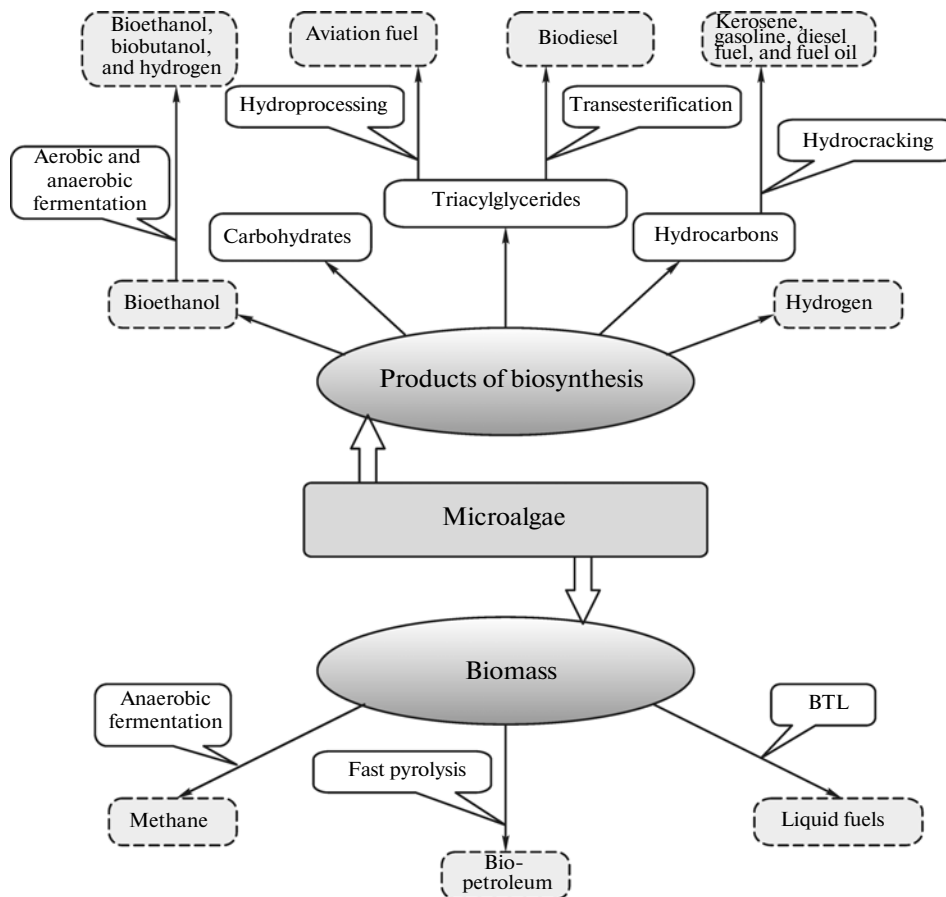 Bioethanol,
biobutanol,
and hydrogen
Aviation fuel
Biodiesel
Kerosene,
gasoline, diesel
fuel, and fuel oil
Hydroprocessing
Transesterification
Hydrocracking
Aerobic and
anaerobic
fermentation
Triacylglycerides
Carbohydrates
Hydrocarbons
Bioethanol
Hydrogen
Products of biosynthesis
Microalgae
Biomass
Anaerobic
fermentation
BTL
Fast pyrolysis
Methane
Liquid fuels
Bio-
petroleum